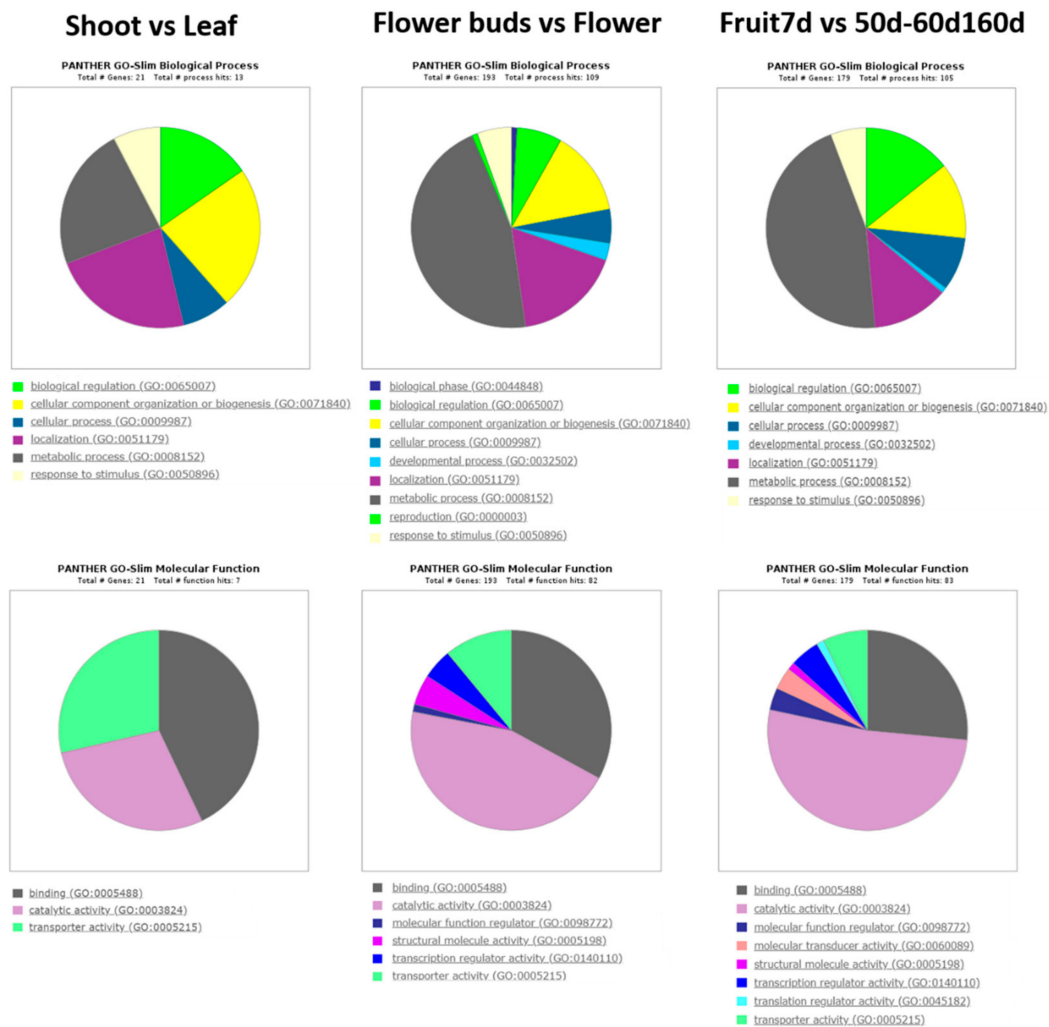 Shoot vs Leaf
Flower buds vs Flower
Fruit7d vs 50d-60d160d
PANTHER GO-Slim Biological Process
Total # Genes: 21 Total # process hits: 13
PANTHER GO-Slim Biological Process
Total # Genes: 193 Total # process hits: 109
PANTHER GO-Slim Biological Process
Total # Genes: 179 Total # process hits: 105
biological regulation (GO:0065007)
cellular component organization or biogenesis (GO:0071840)
cellular process (GO:0009987)
localization (GO:0051179)
metabolic process (GO:0008152)
response to stimulus (GO:0050896)
biological phase (GO:0044848)
biological regulation (GO:0065007)
cellular component organization or biogenesis (GO:0071840)
cellular process (GO:0009987)
developmental process (GO:0032502)
localization (GO:0051179)
metabolic process (GO:0008152)
reproduction (GO:0000003)
response to stimulus (GO:0050896)
biological regulation (GO:0065007)
cellular component organization or biogenesis (GO:0071840)
cellular process (GO:0009987)
developmental process (GO:0032502)
localization (GO:0051179)
metabolic process (GO:0008152)
response to stimulus (GO:0050896)
PANTHER GO-Slim Molecular Function
Total # Genes: 21 Total # function hits: 7
PANTHER GO-Slim Molecular Function
Total # Genes: 193 Total # function hits: 82
PANTHER GO-Slim Molecular Function
Total # Genes: 179 Total # function hits: 83
binding (GO:0005488)
catalytic activity (GO:0003824)
transporter activity (GO:0005215)
binding (GO:0005488)
catalytic activity (GO:0003824)
molecular function regulator (GO:0098772)
structural molecule activity (GO:0005198)
transcription regulator activity (GO:0140110)
transporter activity (GO:0005215)
binding (GO:0005488)
catalytic activity (GO:0003824)
molecular function regulator (GO:0098772)
molecular transducer activity (GO:0060089)
structural molecule activity (GO:0005198)
transcription regulator activity (GO:0140110)
translation regulator activity (GO:0045182)
transporter activity (GO:0005215)